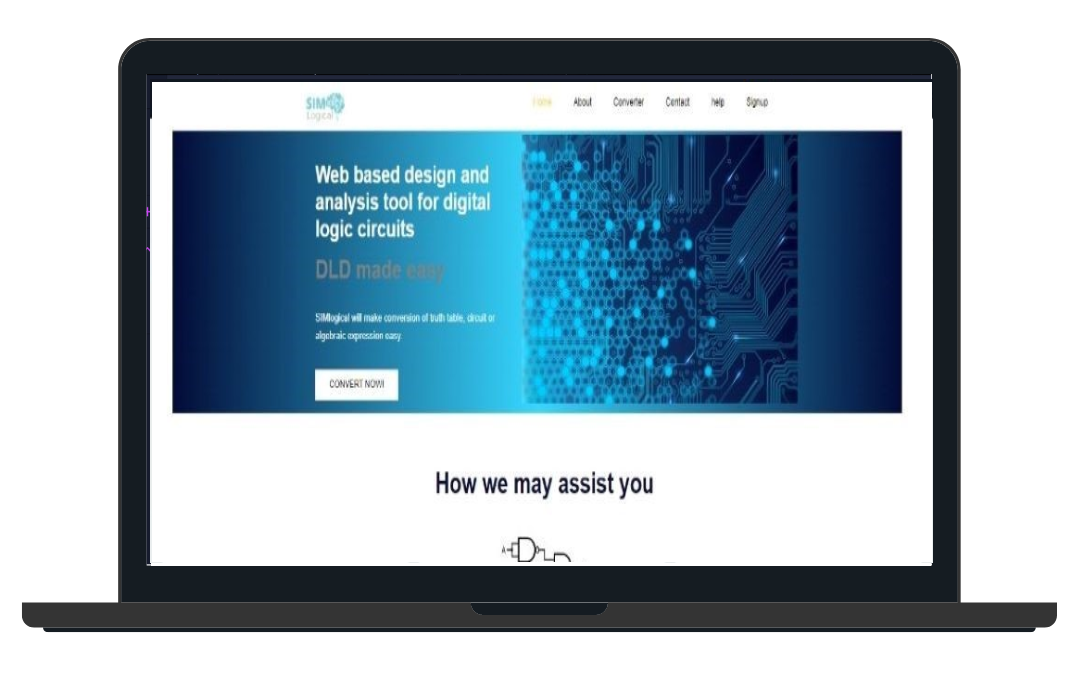 SIM
Logical
Home About Converter Contact help Signup
Web based design and
analysis tool for digital
logic circuits
DLD made easy
SIMlogical will make conversion of truth table, circuit or
algebraic expression easy
CONVERT NOW!
How we may assist you
A